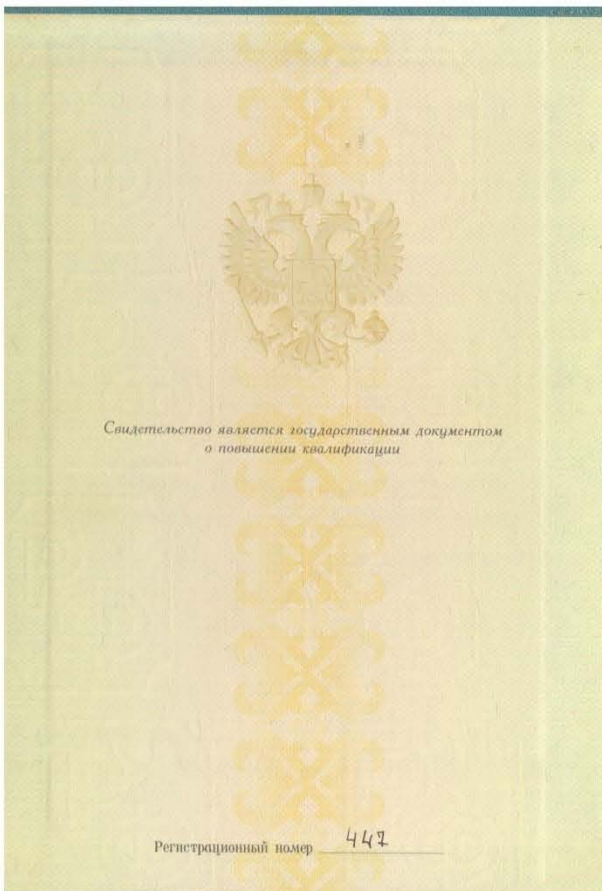 Свидетельство является государственным документом
о повышении квалификации
Регистрационный номер 447